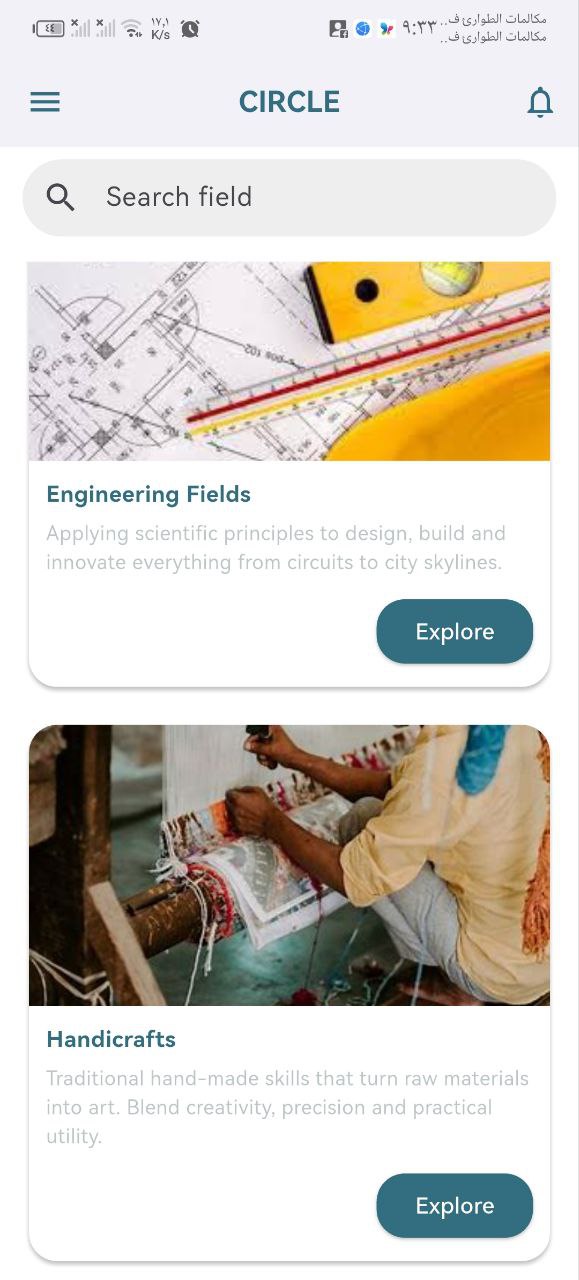 ١٧,١
K/s
٩:٣٣
مكالمات الطوارئ ف..
مكالمات الطوارئ ف..
CIRCLE
Search field
Engineering Fields
Applying scientific principles to design, build and
innovate everything from circuits to city skylines.
Explore
Handicrafts
Traditional hand-made skills that turn raw materials
into art. Blend creativity, precision and practical
utility.
Explore